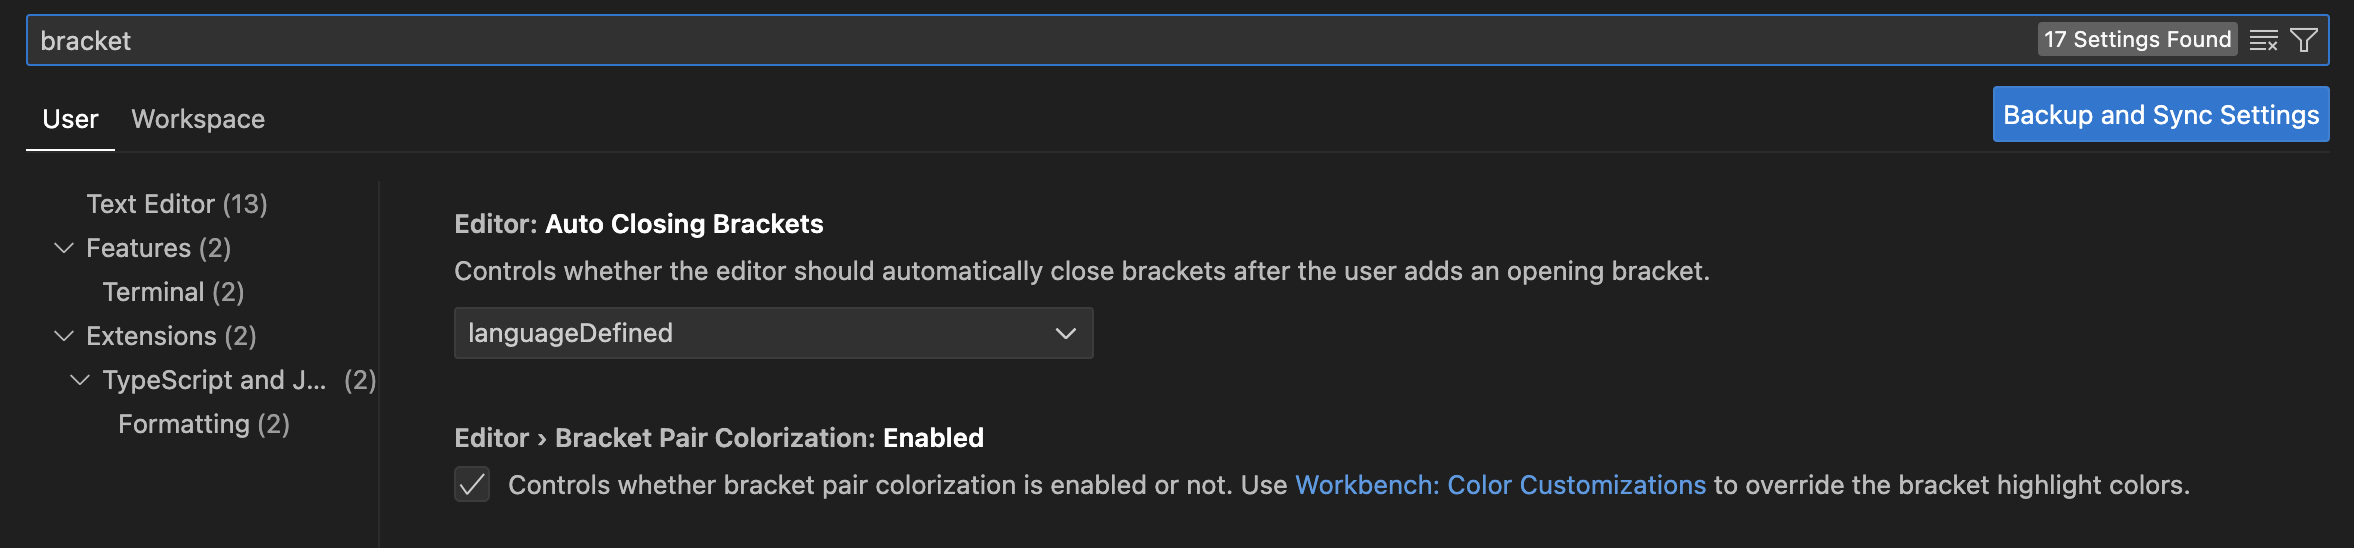 bracket
17 Settings Found
User
Workspace
Backup and Sync Settings
Text Editor (13)
Features (2)
Terminal (2)
Extensions (2)
TypeScript and J... (2)
Formatting (2)
Editor: Auto Closing Brackets
Controls whether the editor should automatically close brackets after the user adds an opening bracket.
languageDefined
Editor › Bracket Pair Colorization: Enabled
Controls whether bracket pair colorization is enabled or not. Use Workbench: Color Customizations to override the bracket highlight colors.